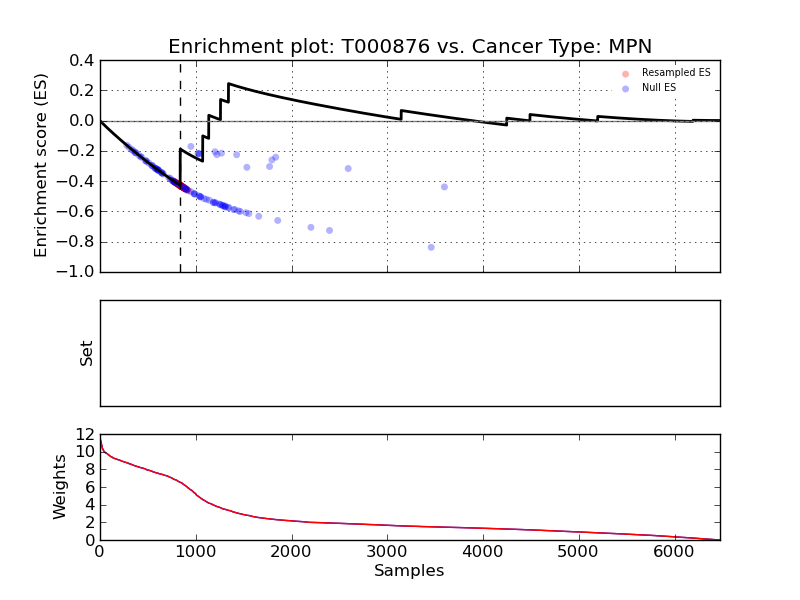 Enrichment plot: T000876 vs. Cancer Type: MPN
Enrichment score (ES)
0.4
0.2
0.0
−0.2
−0.4
−0.6
−0.8
−1.0
Resampled ES
Null ES
Set
Weights
12
10
8
6
4
2
0
0 1000 2000 3000 4000 5000 6000
Samples